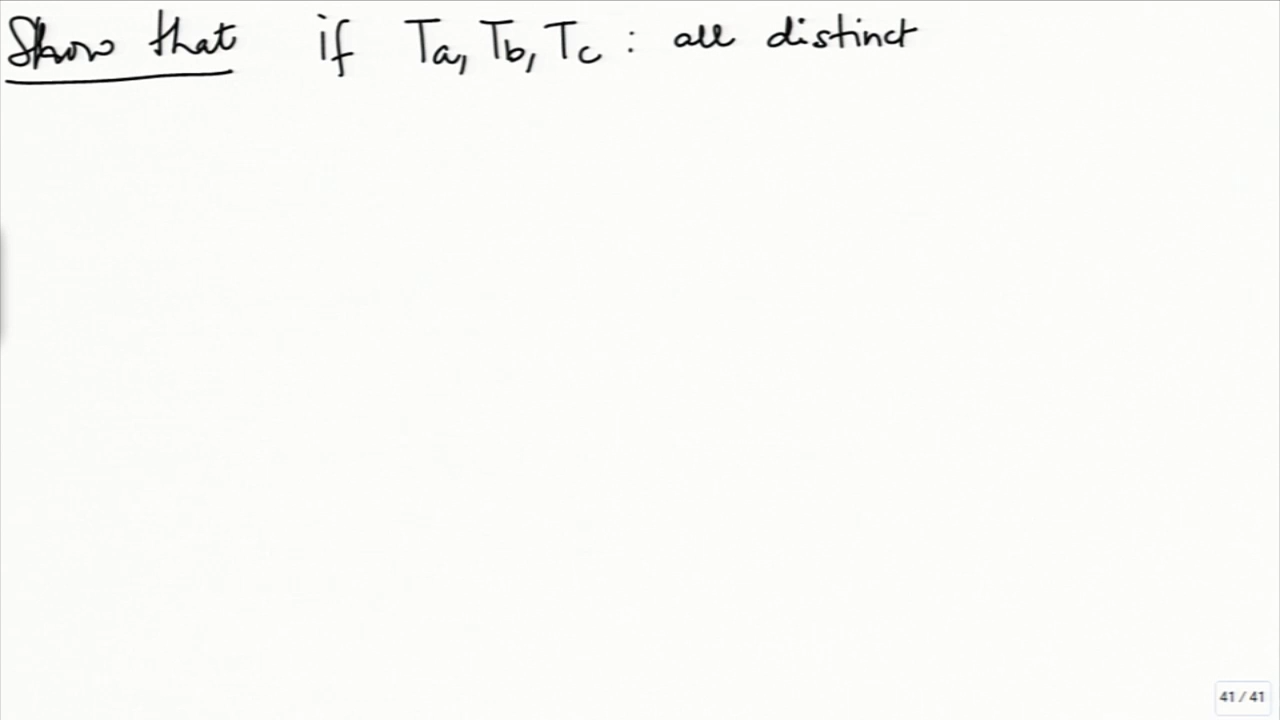 Show that if Ta, Tb, Tc : all distinct
41 / 41